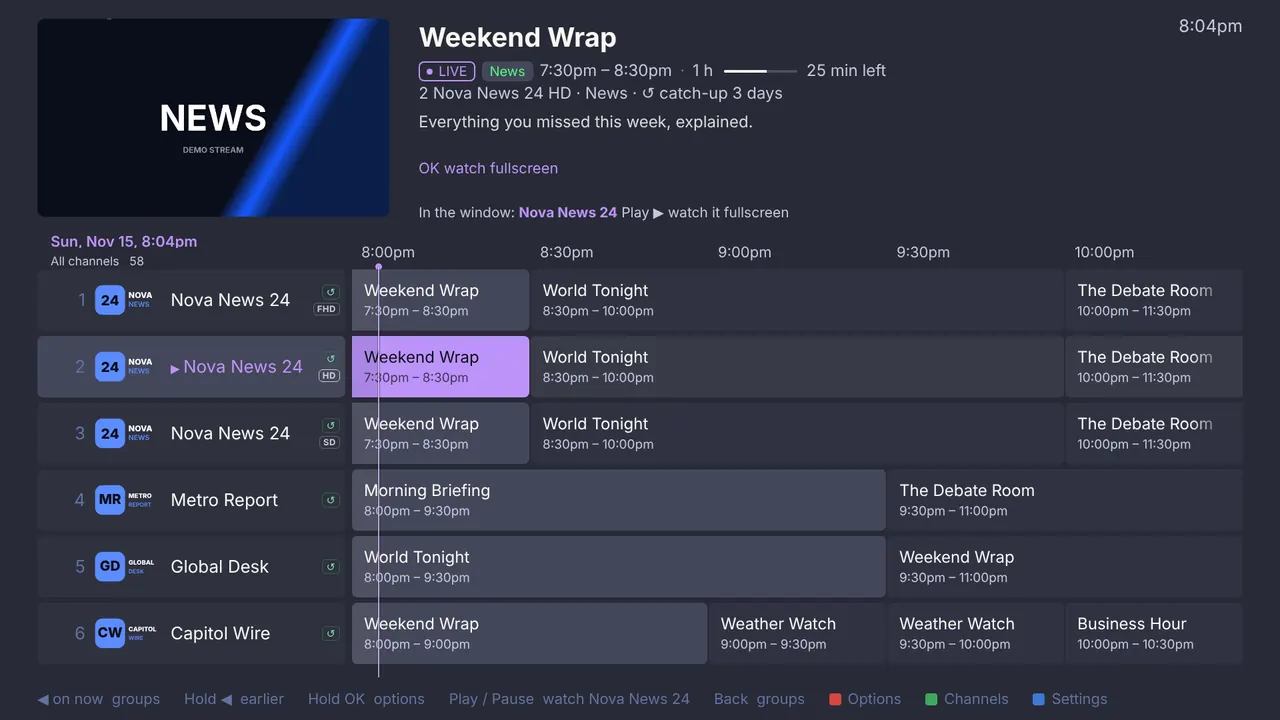 NEWS
DEMO STREAM
Weekend Wrap
8:04pm
LIVE News 7:30pm – 8:30pm · 1 h 25 min left
2 Nova News 24 HD · News · ↺ catch-up 3 days
Everything you missed this week, explained.
OK watch fullscreen
In the window: Nova News 24 Play ▶ watch it fullscreen
Sun, Nov 15, 8:04pm
All channels 58
8:00pm 8:30pm 9:00pm 9:30pm 10:00pm
1 24 NOVA NEWS Nova News 24 ↺ FHD
Weekend Wrap
7:30pm – 8:30pm
World Tonight
8:30pm – 10:00pm
The Debate Room
10:00pm – 11:30pm
2 24 NOVA NEWS ▶ Nova News 24 ↺ HD
Weekend Wrap
7:30pm – 8:30pm
World Tonight
8:30pm – 10:00pm
The Debate Room
10:00pm – 11:30pm
3 24 NOVA NEWS Nova News 24 ↺ SD
Weekend Wrap
7:30pm – 8:30pm
World Tonight
8:30pm – 10:00pm
The Debate Room
10:00pm – 11:30pm
4 MR METRO REPORT Metro Report ↺
Morning Briefing
8:00pm – 9:30pm
The Debate Room
9:30pm – 11:00pm
5 GD GLOBAL DESK Global Desk ↺
World Tonight
8:00pm – 9:30pm
Weekend Wrap
9:30pm – 11:00pm
6 CW CAPITOL WIRE Capitol Wire ↺
Weekend Wrap
8:00pm – 9:00pm
Weather Watch
9:00pm – 9:30pm
Weather Watch
9:30pm – 10:00pm
Business Hour
10:00pm – 10:30pm
◀ on now groups Hold ◀ earlier Hold OK options Play / Pause watch Nova News 24 Back groups Options Channels Settings